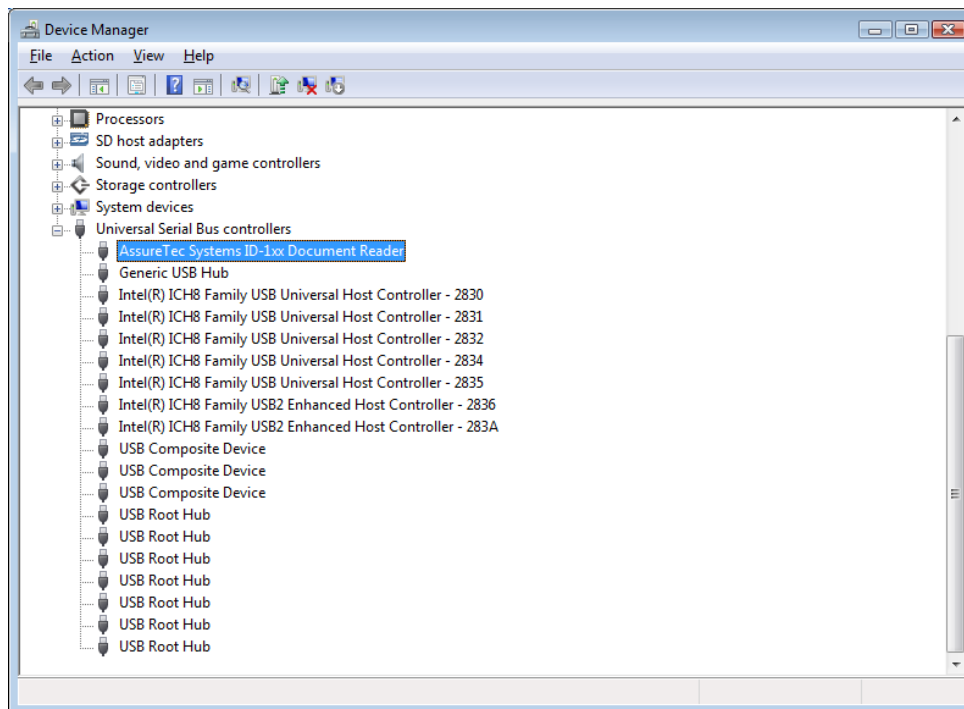 Device Manager
File Action View Help
Processors
SD host adapters
Sound, video and game controllers
Storage controllers
System devices
Universal Serial Bus controllers
AssureTec Systems ID-1xx Document Reader
Generic USB Hub
Intel(R) ICH8 Family USB Universal Host Controller - 2830
Intel(R) ICH8 Family USB Universal Host Controller - 2831
Intel(R) ICH8 Family USB Universal Host Controller - 2832
Intel(R) ICH8 Family USB Universal Host Controller - 2834
Intel(R) ICH8 Family USB Universal Host Controller - 2835
Intel(R) ICH8 Family USB2 Enhanced Host Controller - 2836
Intel(R) ICH8 Family USB2 Enhanced Host Controller - 283A
USB Composite Device
USB Composite Device
USB Composite Device
USB Root Hub
USB Root Hub
USB Root Hub
USB Root Hub
USB Root Hub
USB Root Hub
USB Root Hub